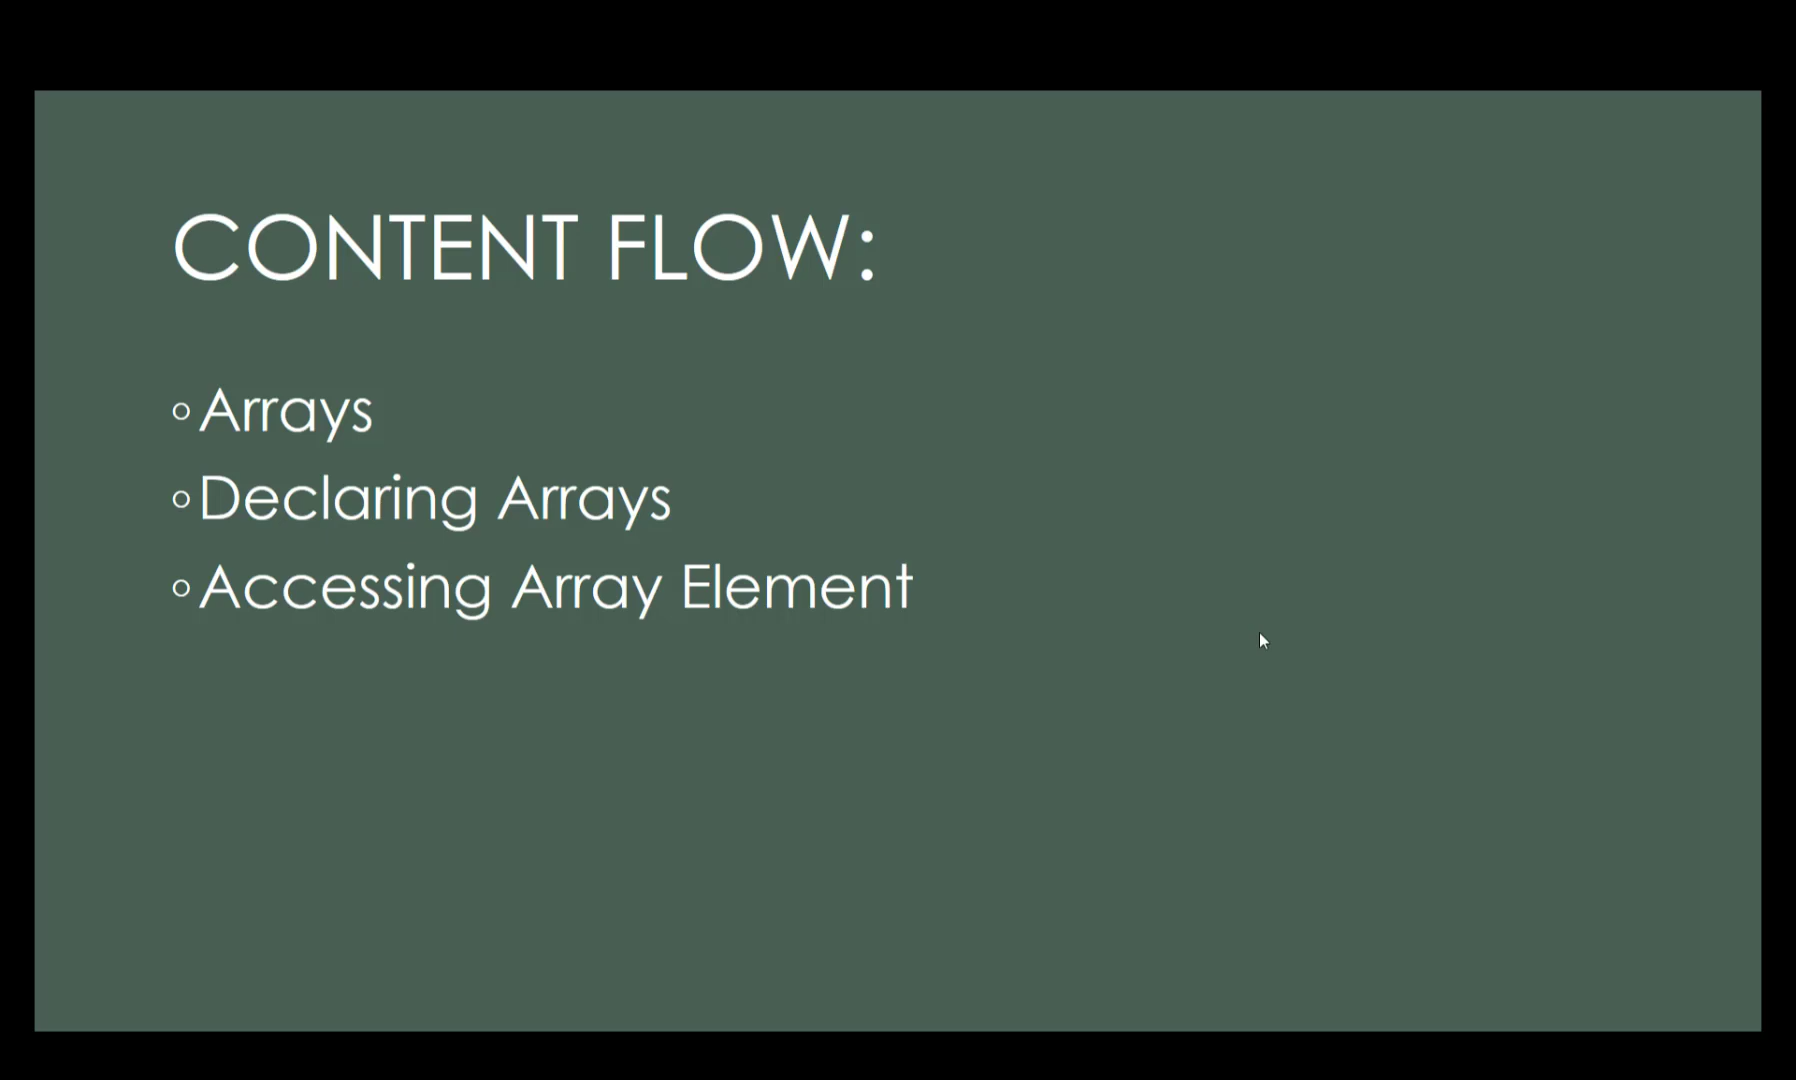 CONTENT FLOW:
◦Arrays
◦Declaring Arrays
◦Accessing Array Element